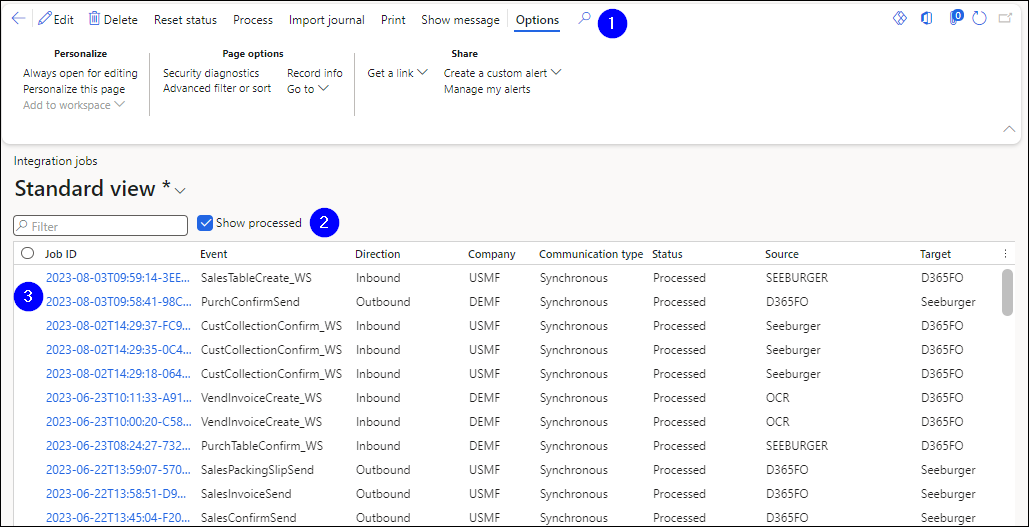 Edit Delete Reset status Process Import journal Print Show message Options 1 0
Personalize Page options Share
Always open for editing Security diagnostics Record info Get a link Create a custom alert
Personalize this page Advanced filter or sort Go to Manage my alerts
Add to workspace
Integration jobs
Standard view *
Filter Show processed 2
Job ID Event Direction Company Communication type Status Source Target
2023-08-03T09:59:14-3EE... SalesTableCreate_WS Inbound USMF Synchronous Processed SEEBURGER D365FO
3 2023-08-03T09:58:41-98C... PurchConfirmSend Outbound DEMF Synchronous Processed D365FO Seeburger
2023-08-02T14:29:37-FC9... CustCollectionConfirm_WS Inbound USMF Synchronous Processed Seeburger D365FO
2023-08-02T14:29:35-0C4... CustCollectionConfirm_WS Inbound USMF Synchronous Processed Seeburger D365FO
2023-08-02T14:29:18-064... CustCollectionConfirm_WS Inbound USMF Synchronous Processed Seeburger D365FO
2023-06-23T10:11:33-A91... VendInvoiceCreate_WS Inbound DEMF Synchronous Processed OCR D365FO
2023-06-23T10:00:20-C58... VendInvoiceCreate_WS Inbound DEMF Synchronous Processed OCR D365FO
2023-06-23T08:24:27-732... PurchTableConfirm_WS Inbound DEMF Synchronous Processed SEEBURGER D365FO
2023-06-22T13:59:07-570... SalesPackingSlipSend Outbound USMF Synchronous Processed D365FO Seeburger
2023-06-22T13:58:51-D9... SalesInvoiceSend Outbound USMF Synchronous Processed D365FO Seeburger
2023-06-22T13:45:04-F20... SalesConfirmSend Outbound USMF Synchronous Processed D365FO Seeburger